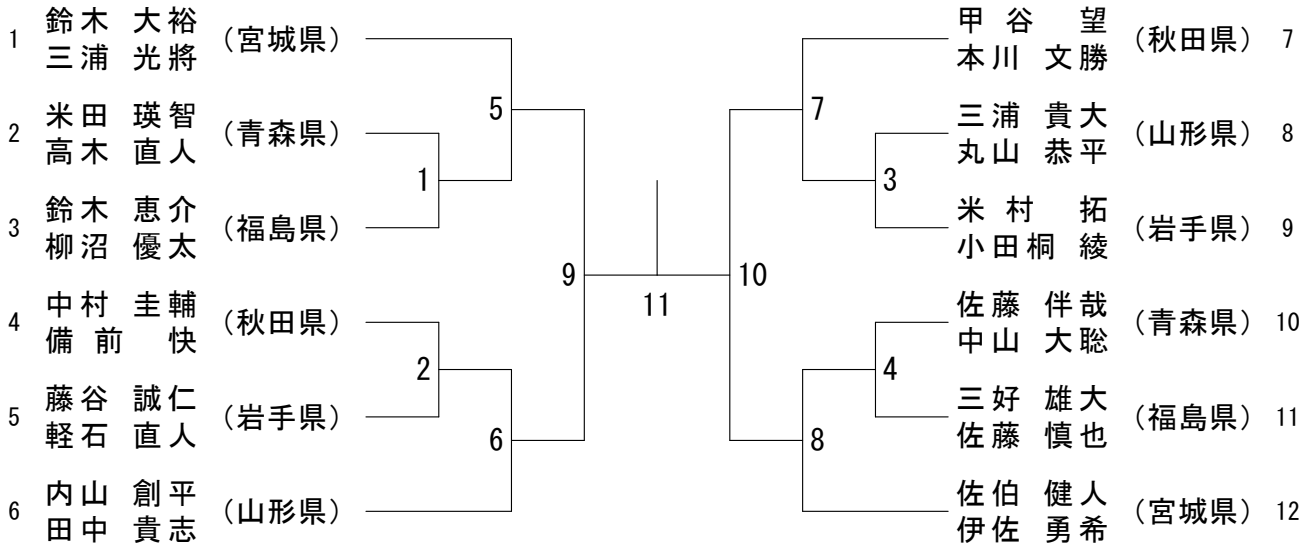 1 鈴木 大裕 (宮城県)
三浦 光將
2 米田 瑛智 (青森県)
高木 直人
3 鈴木 恵介 (福島県)
柳沼 優太
4 中村 圭輔 (秋田県)
備前 快
5 藤谷 誠仁 (岩手県)
軽石 直人
6 内山 創平 (山形県)
田中 貴志
1
2
5
6
9
11
10
7
8
3
4
甲谷 望 (秋田県) 7
本川 文勝
三浦 貴大 (山形県) 8
丸山 恭平
米村 拓 (岩手県) 9
小田桐 綾
佐藤 伴哉 (青森県) 10
中山 大聡
三好 雄大 (福島県) 11
佐藤 慎也
佐伯 健人 (宮城県) 12
伊佐 勇希